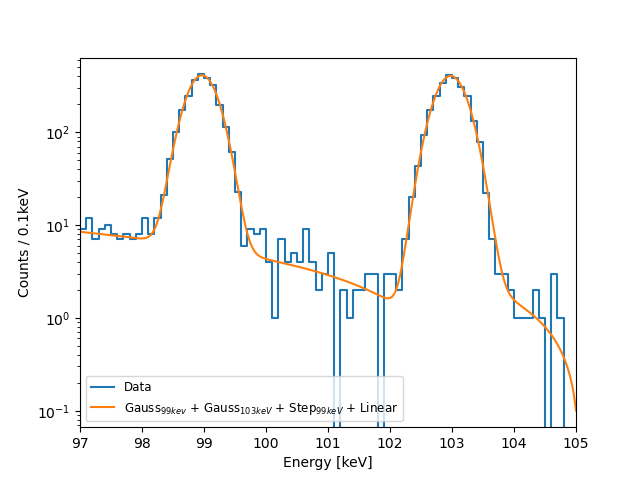 10²
10¹
10⁰
10⁻¹
Counts / 0.1keV
Data
Gauss₉₉ₖₑᵥ + Gauss₁₀₃ₖₑV + Step₉₉ₖₑV + Linear
97 98 99 100 101 102 103 104 105
Energy [keV]